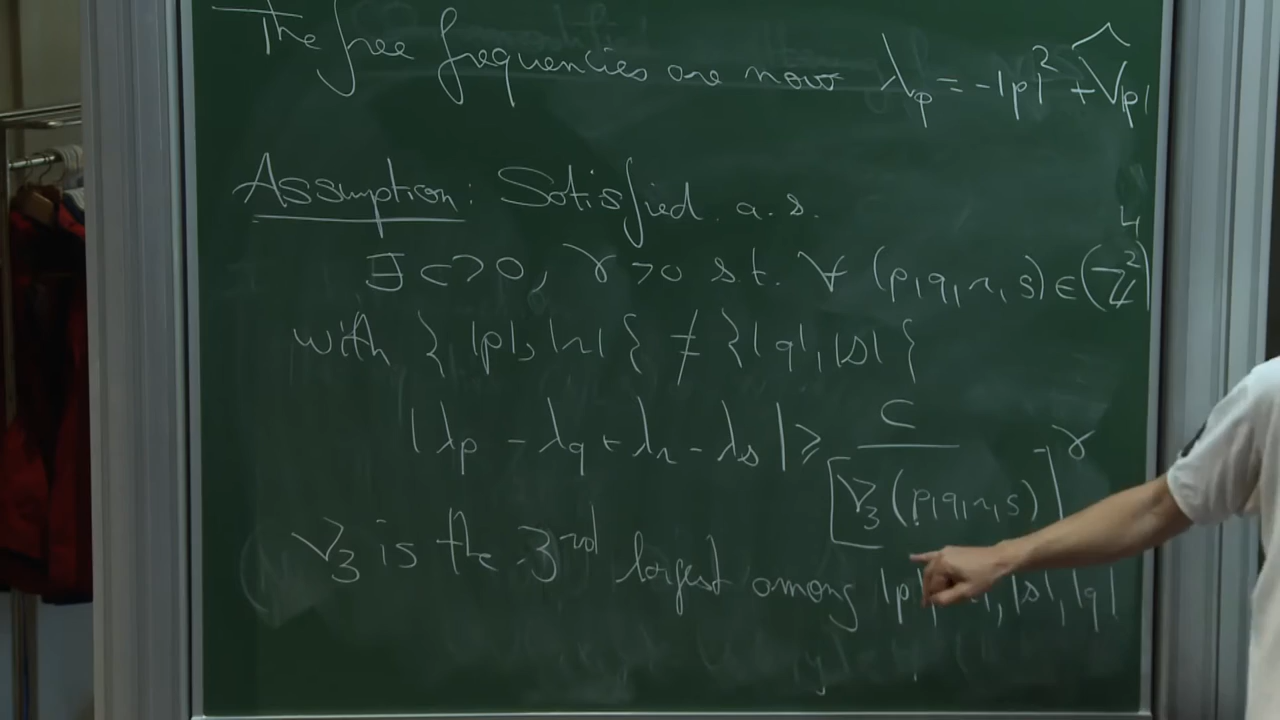 The free frequencies are now λ_p = -|p|² + V̂_|p|
Assumption: Satisfied a.s.
∃ c>0, γ>0 s.t. ∀ (p,q,r,s) ∈ (ℤ²)⁴
with {|p|,|r|} ≠ {|q|,|s|}
|λ_p - λ_q + λ_r - λ_s| ≥ C / [ν_3(p,q,r,s)]^γ
ν_3 is the 3rd largest among |p|, |s|, |q|